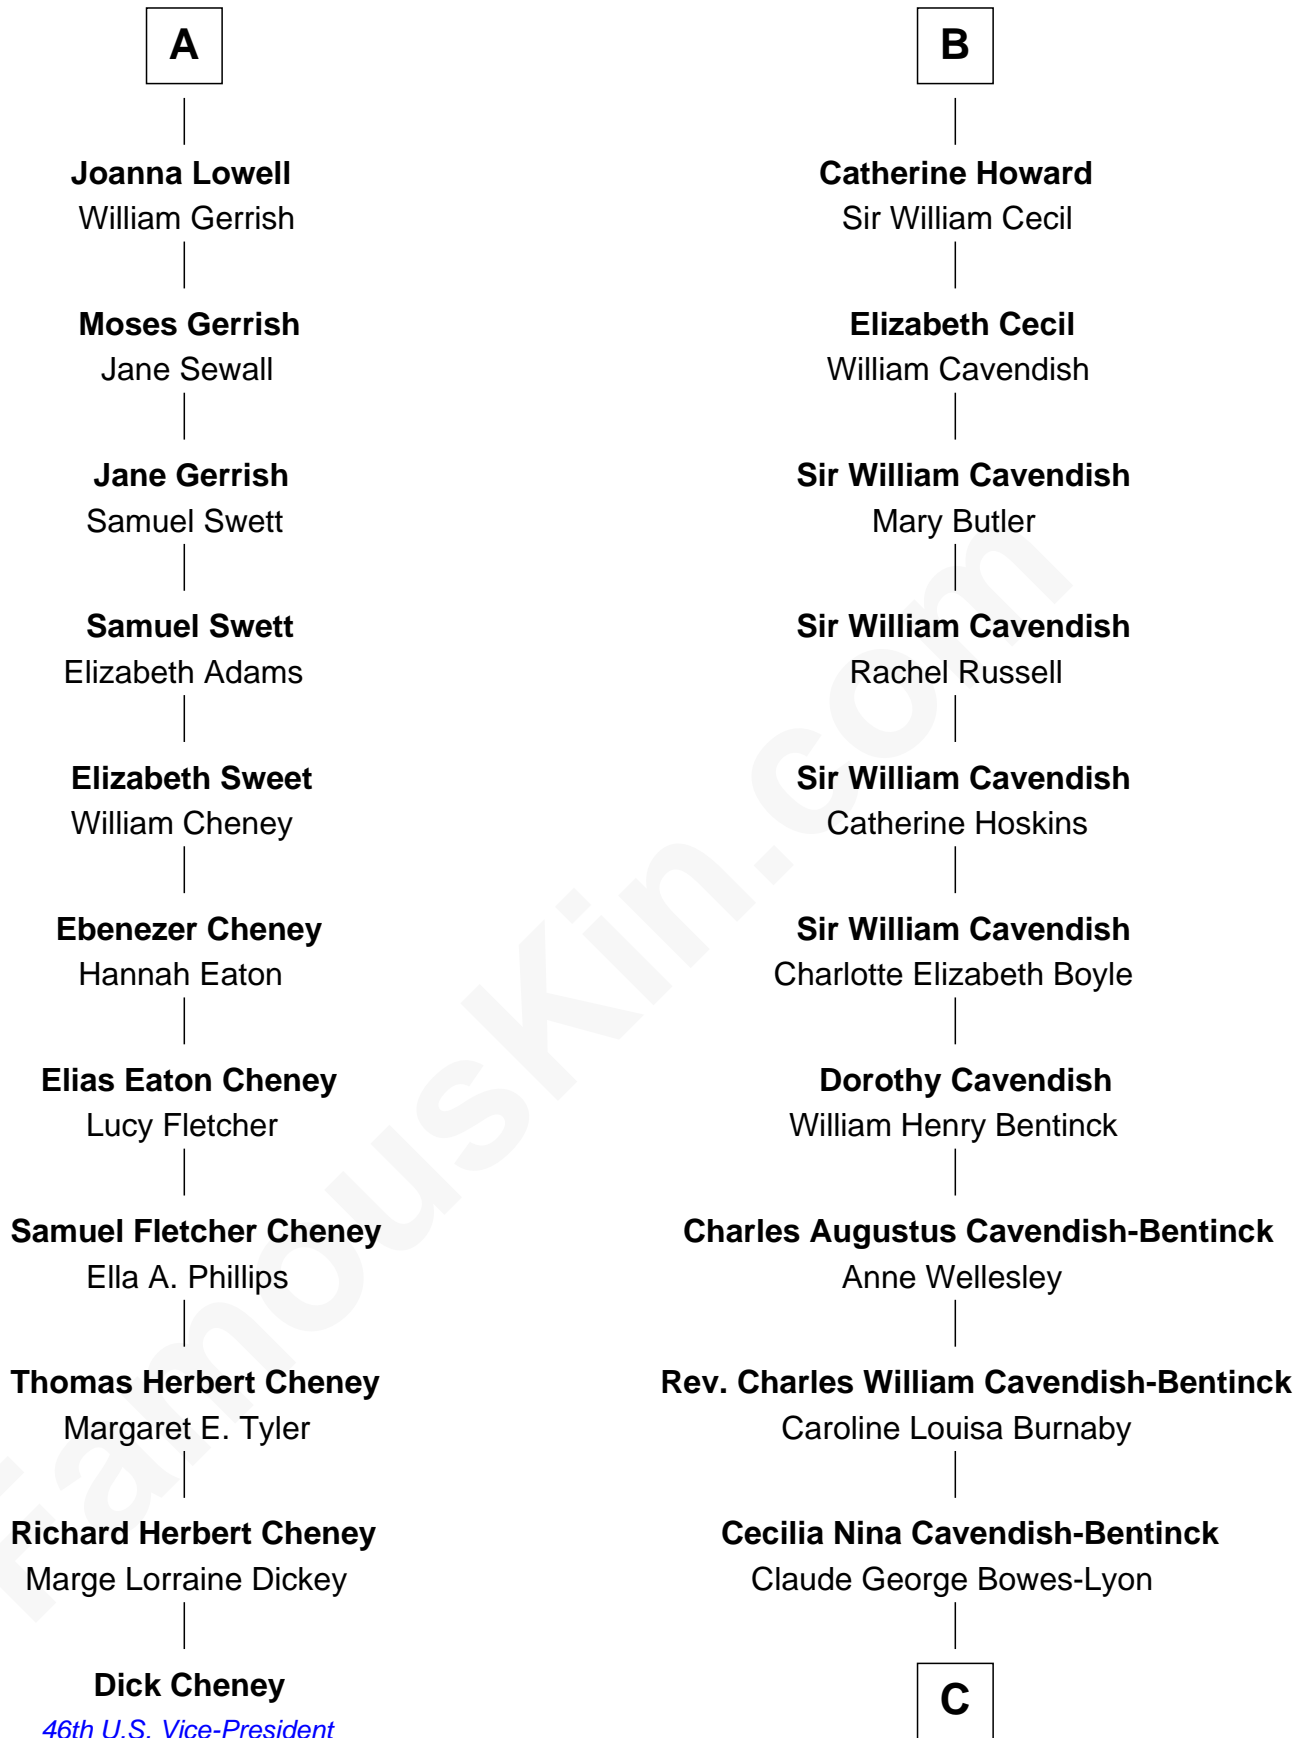 A
Joanna Lowell
William Gerrish
Moses Gerrish
Jane Sewall
Jane Gerrish
Samuel Swett
Samuel Swett
Elizabeth Adams
Elizabeth Sweet
William Cheney
Ebenezer Cheney
Hannah Eaton
Elias Eaton Cheney
Lucy Fletcher
Samuel Fletcher Cheney
Ella A. Phillips
Thomas Herbert Cheney
Margaret E. Tyler
Richard Herbert Cheney
Marge Lorraine Dickey
Dick Cheney
46th U.S. Vice-President
B
Catherine Howard
Sir William Cecil
Elizabeth Cecil
William Cavendish
Sir William Cavendish
Mary Butler
Sir William Cavendish
Rachel Russell
Sir William Cavendish
Catherine Hoskins
Sir William Cavendish
Charlotte Elizabeth Boyle
Dorothy Cavendish
William Henry Bentinck
Charles Augustus Cavendish-Bentinck
Anne Wellesley
Rev. Charles William Cavendish-Bentinck
Caroline Louisa Burnaby
Cecilia Nina Cavendish-Bentinck
Claude George Bowes-Lyon
C
FamousKin.com